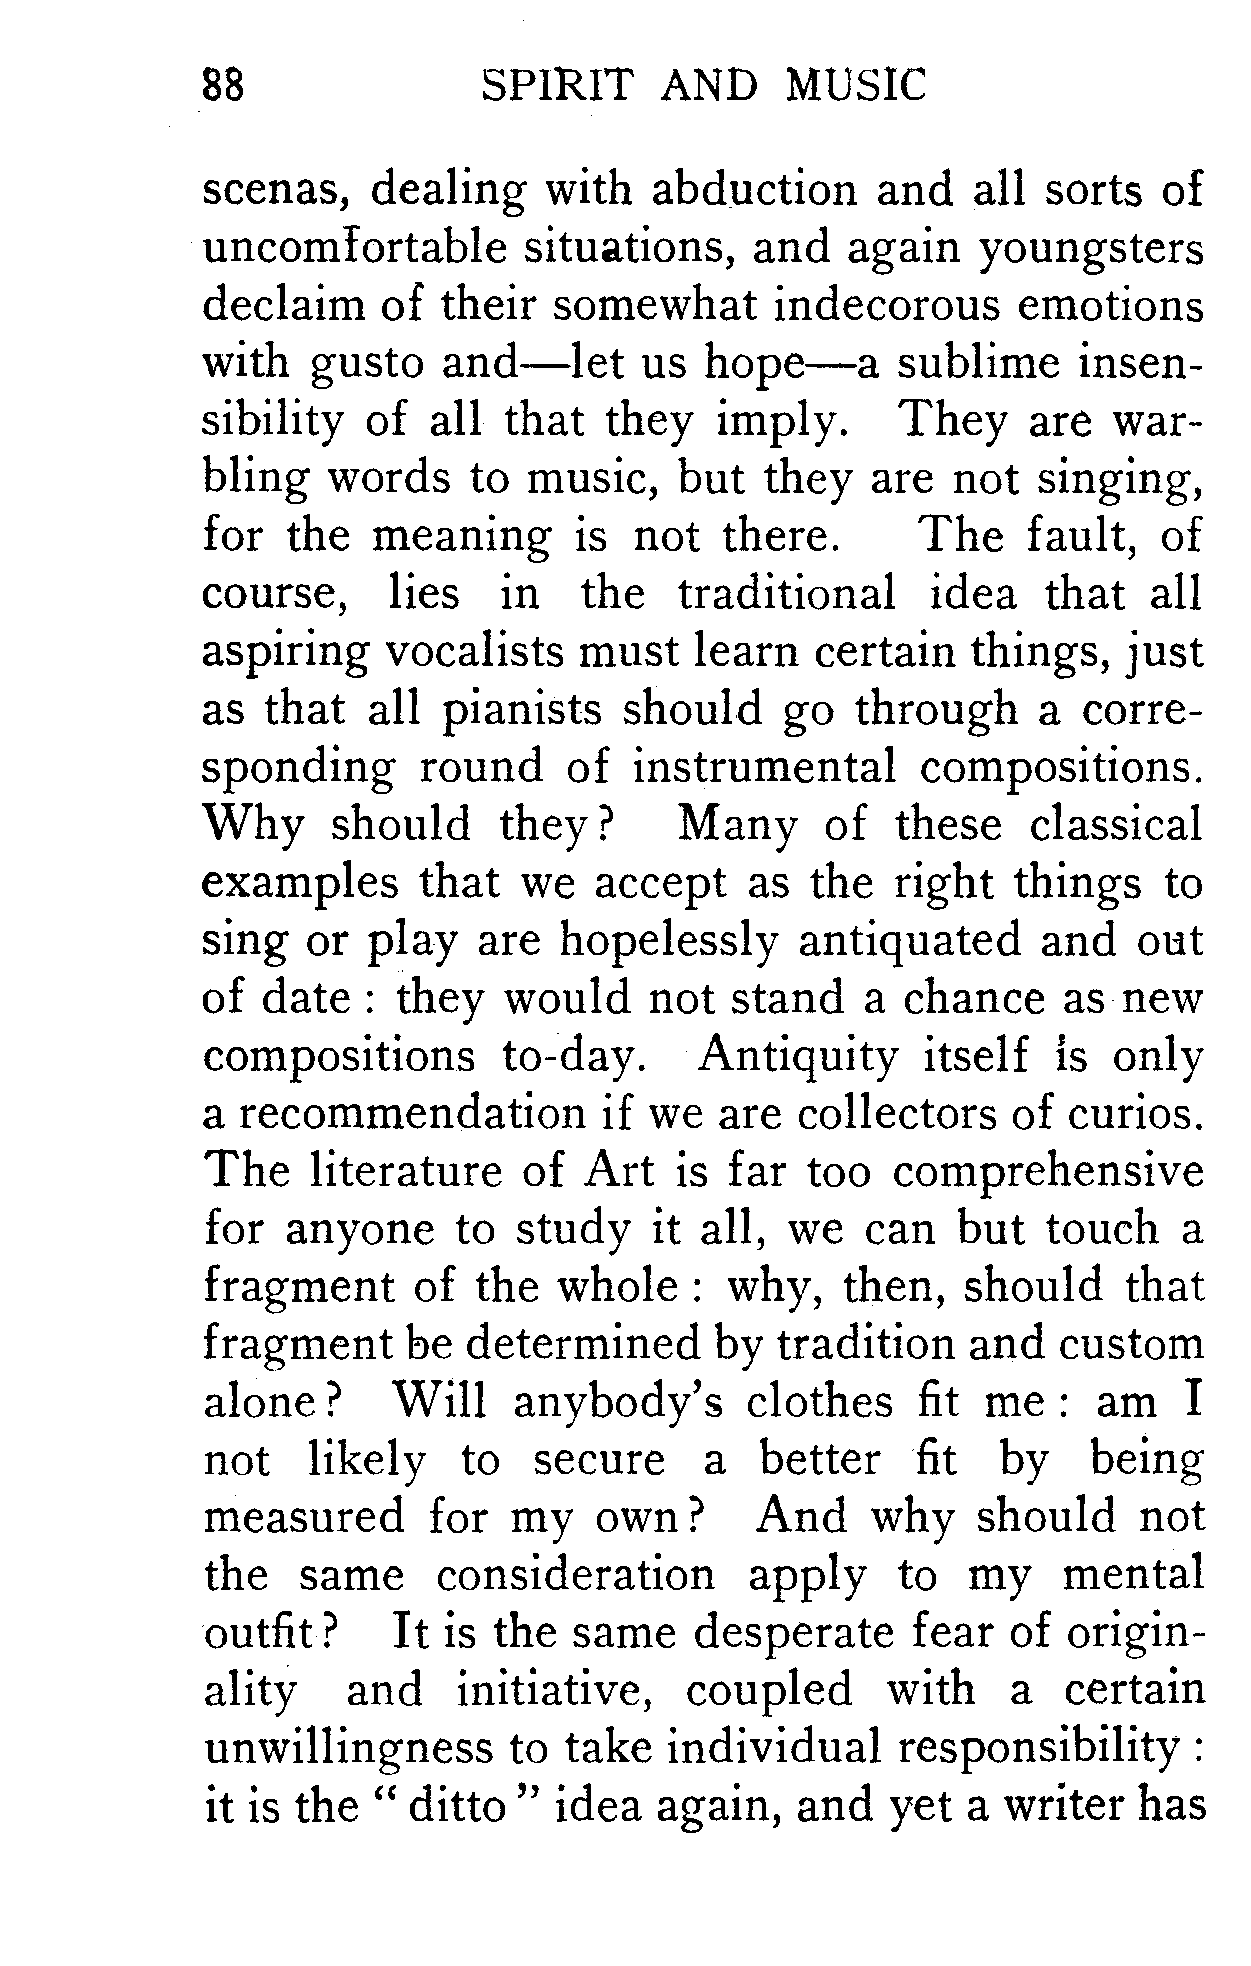 88 SPIRIT AND MUSIC
scenas, dealing with abduction and all sorts of
uncomfortable situations, and again youngsters
declaim of their somewhat indecorous emotions
with gusto and—let us hope—a sublime insen-
sibility of all that they imply. They are war-
bling words to music, but they are not singing,
for the meaning is not there. The fault, of
course, lies in the traditional idea that all
aspiring vocalists must learn certain things, just
as that all pianists should go through a corre-
sponding round of instrumental compositions.
Why should they? Many of these classical
examples that we accept as the right things to
sing or play are hopelessly antiquated and out
of date : they would not stand a chance as new
compositions to-day. Antiquity itself is only
a recommendation if we are collectors of curios.
The literature of Art is far too comprehensive
for anyone to study it all, we can but touch a
fragment of the whole : why, then, should that
fragment be determined by tradition and custom
alone? Will anybody's clothes fit me : am I
not likely to secure a better fit by being
measured for my own? And why should not
the same consideration apply to my mental
outfit? It is the same desperate fear of origin-
ality and initiative, coupled with a certain
unwillingness to take individual responsibility :
it is the “ ditto ” idea again, and yet a writer has